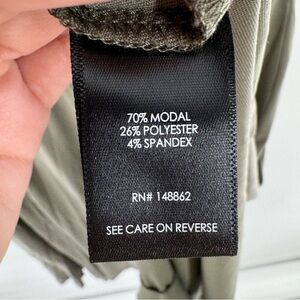 70% MODAL
26% POLYESTER
4% SPANDEX
RN# 148862
SEE CARE ON REVERSE